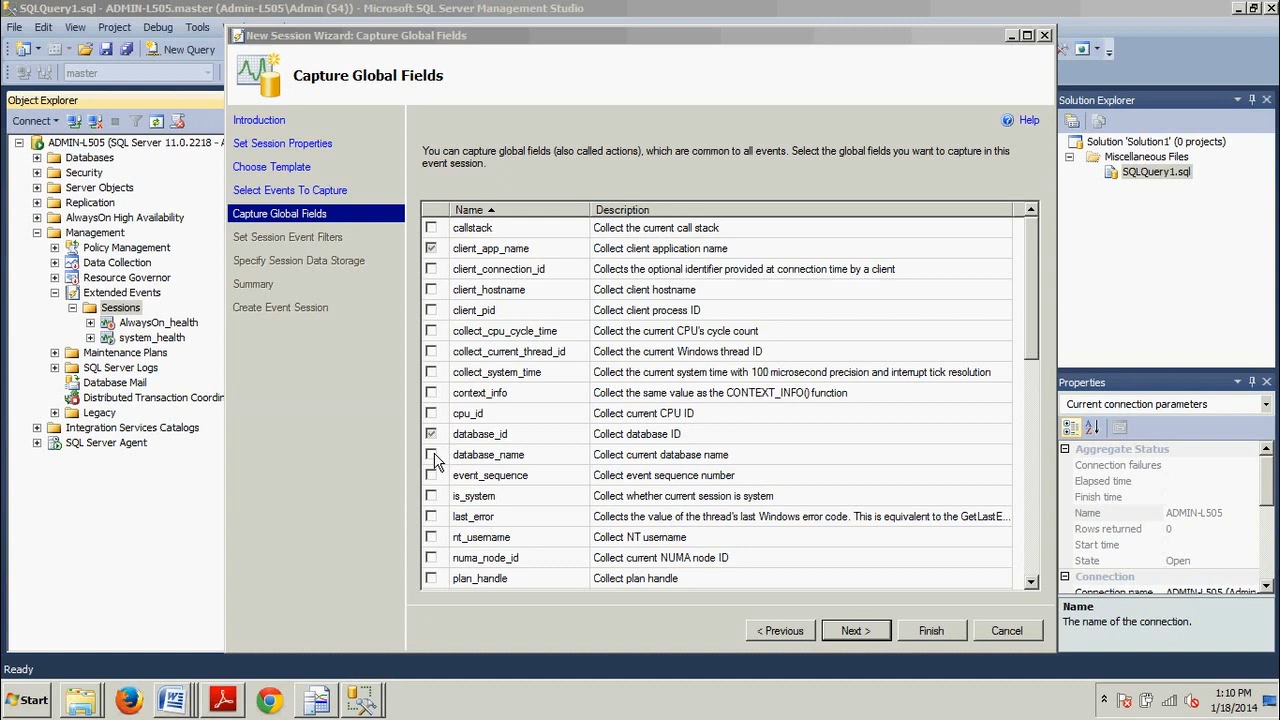 SQLQuery1.sql - ADMIN-L505.master (Admin-L505\Admin (54)) - Microsoft SQL Server Management Studio
File Edit View Project Debug Tools
New Query
master
Object Explorer
Connect
ADMIN-L505 (SQL Server 11.0.2218 - A
Databases
Security
Server Objects
Replication
AlwaysOn High Availability
Management
Policy Management
Data Collection
Resource Governor
Extended Events
Sessions
AlwaysOn_health
system_health
Maintenance Plans
SQL Server Logs
Database Mail
Distributed Transaction Coordin
Legacy
Integration Services Catalogs
SQL Server Agent
New Session Wizard: Capture Global Fields
Capture Global Fields
Introduction
Set Session Properties
Choose Template
Select Events To Capture
Capture Global Fields
Set Session Event Filters
Specify Session Data Storage
Summary
Create Event Session
Help
You can capture global fields (also called actions), which are common to all events. Select the global fields you want to capture in this
event session.
Name Description
callstack Collect the current call stack
client_app_name Collect client application name
client_connection_id Collects the optional identifier provided at connection time by a client
client_hostname Collect client hostname
client_pid Collect client process ID
collect_cpu_cycle_time Collect the current CPU's cycle count
collect_current_thread_id Collect the current Windows thread ID
collect_system_time Collect the current system time with 100 microsecond precision and interrupt tick resolution
context_info Collect the same value as the CONTEXT_INFO() function
cpu_id Collect current CPU ID
database_id Collect database ID
database_name Collect current database name
event_sequence Collect event sequence number
is_system Collect whether current session is system
last_error Collects the value of the thread's last Windows error code. This is equivalent to the GetLastE...
nt_username Collect NT username
numa_node_id Collect current NUMA node ID
plan_handle Collect plan handle
< Previous Next > Finish Cancel
Solution Explorer
Solution 'Solution1' (0 projects)
Miscellaneous Files
SQLQuery1.sql
Properties
Current connection parameters
Aggregate Status
Connection failures
Elapsed time
Finish time
Name ADMIN-L505
Rows returned 0
Start time
State Open
Connection
Connection name ADMIN-L505 (Admin-
Name
The name of the connection.
Ready
Start
1:10 PM
1/18/2014